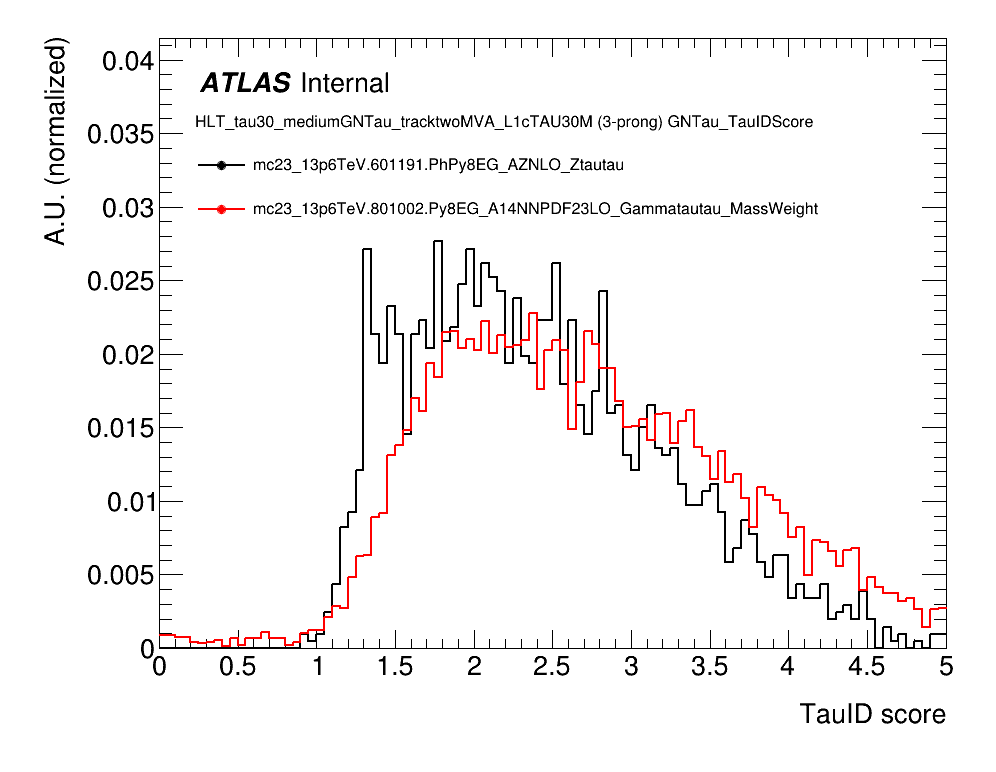 ATLAS Internal
HLT_tau30_mediumGNTau_tracktwoMVA_L1cTAU30M (3-prong) GNTau_TauIDScore
mc23_13p6TeV.601191.PhPy8EG_AZNLO_Ztautau
mc23_13p6TeV.801002.Py8EG_A14NNPDF23LO_Gammatautau_MassWeight
A.U. (normalized)
0.04
0.035
0.03
0.025
0.02
0.015
0.01
0.005
0
0 0.5 1 1.5 2 2.5 3 3.5 4 4.5 5
TauID score